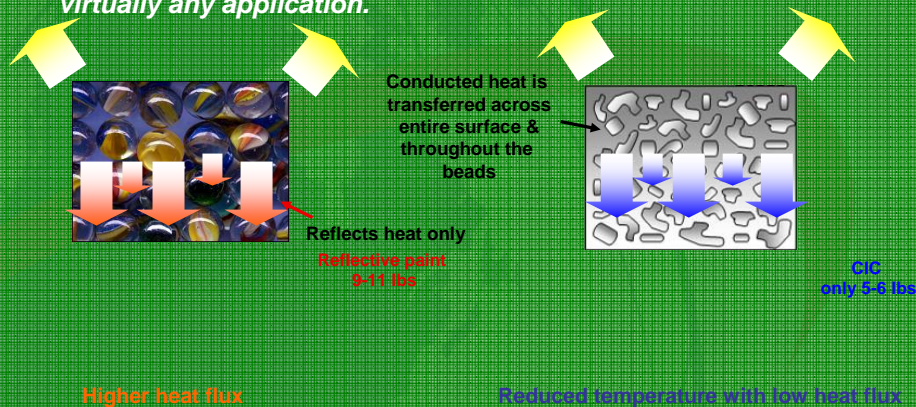 virtually any application.
Conducted heat is
transferred across
entire surface &
throughout the
beads
Reflects heat only
Reflective paint
9-11 lbs
CIC
only 5-6 lbs
Higher heat flux
Reduced temperature with low heat flux